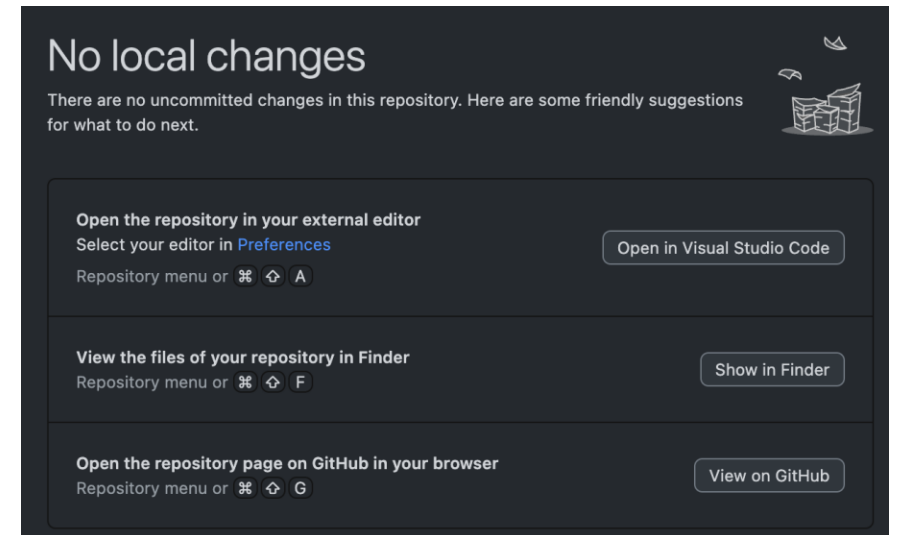 No local changes
There are no uncommitted changes in this repository. Here are some friendly suggestions
for what to do next.
Open the repository in your external editor
Select your editor in Preferences
Open in Visual Studio Code
Repository menu or ⌘ ⇧ A
View the files of your repository in Finder
Show in Finder
Repository menu or ⌘ ⇧ F
Open the repository page on GitHub in your browser
View on GitHub
Repository menu or ⌘ ⇧ G